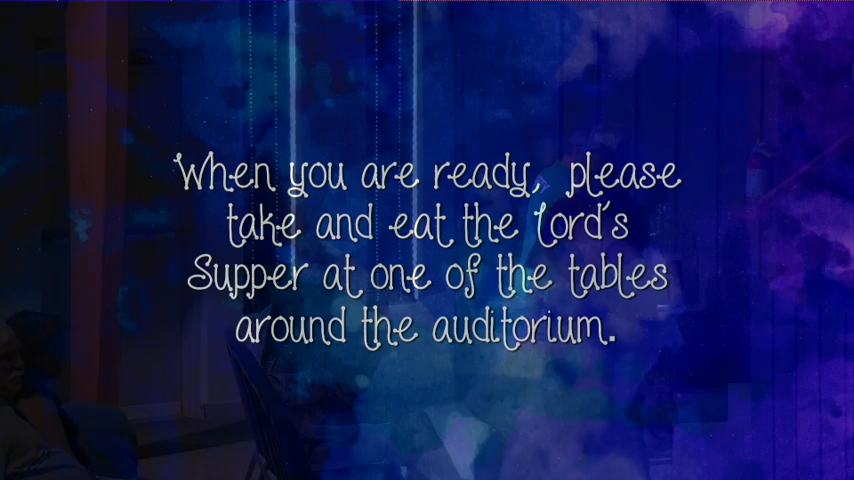 When you are ready, please
take and eat the Lord's
Supper at one of the tables
around the auditorium.